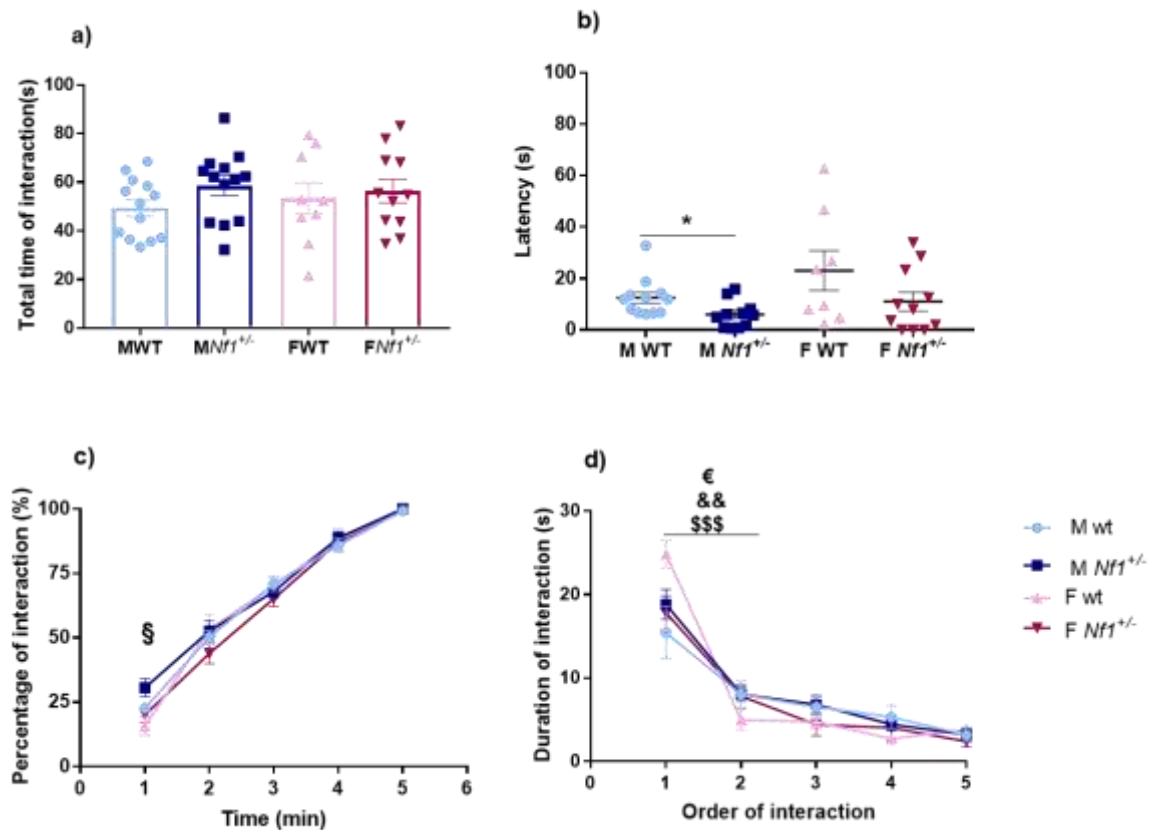 a)
Total time of interaction(s)
100
80
60
40
20
0
MWT MNf1+/- FWT FNf1+/-
b)
Latency (s)
100
80
60
40
20
0
*
M WT M Nf1+/- F WT F Nf1+/-
c)
Percentage of interaction (%)
100
75
50
25
0
§
0 1 2 3 4 5 6
Time (min)
d)
Duration of interaction (s)
30
20
10
0
€
&&
$$$
0 1 2 3 4 5
Order of interaction
M wt
M Nf1+/-
F wt
F Nf1+/-